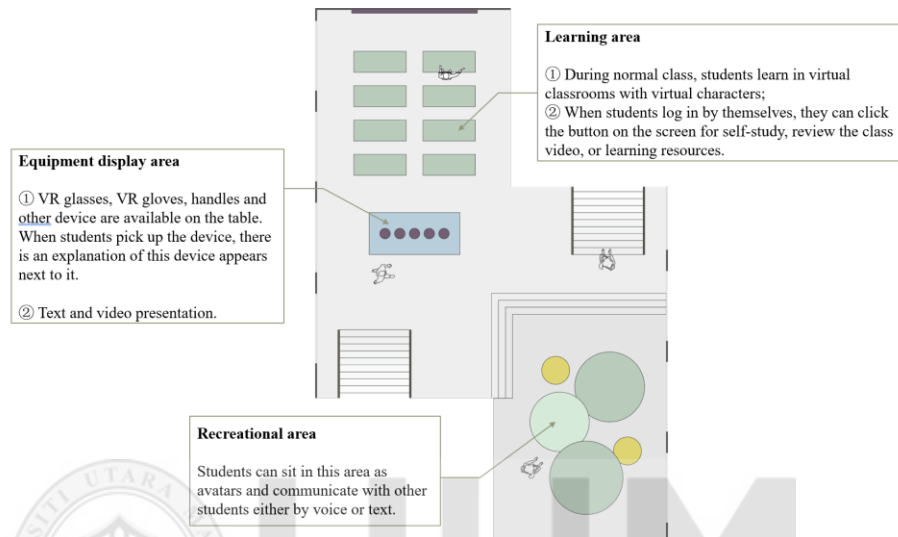 Learning area
① During normal class, students learn in virtual
classrooms with virtual characters;
② When students log in by themselves, they can click
the button on the screen for self-study, review the class
video, or learning resources.
Equipment display area
① VR glasses, VR gloves, handles and
other device are available on the table.
When students pick up the device, there
is an explanation of this device appears
next to it.
② Text and video presentation.
Recreational area
Students can sit in this area as
avatars and communicate with other
students either by voice or text.
UTARA